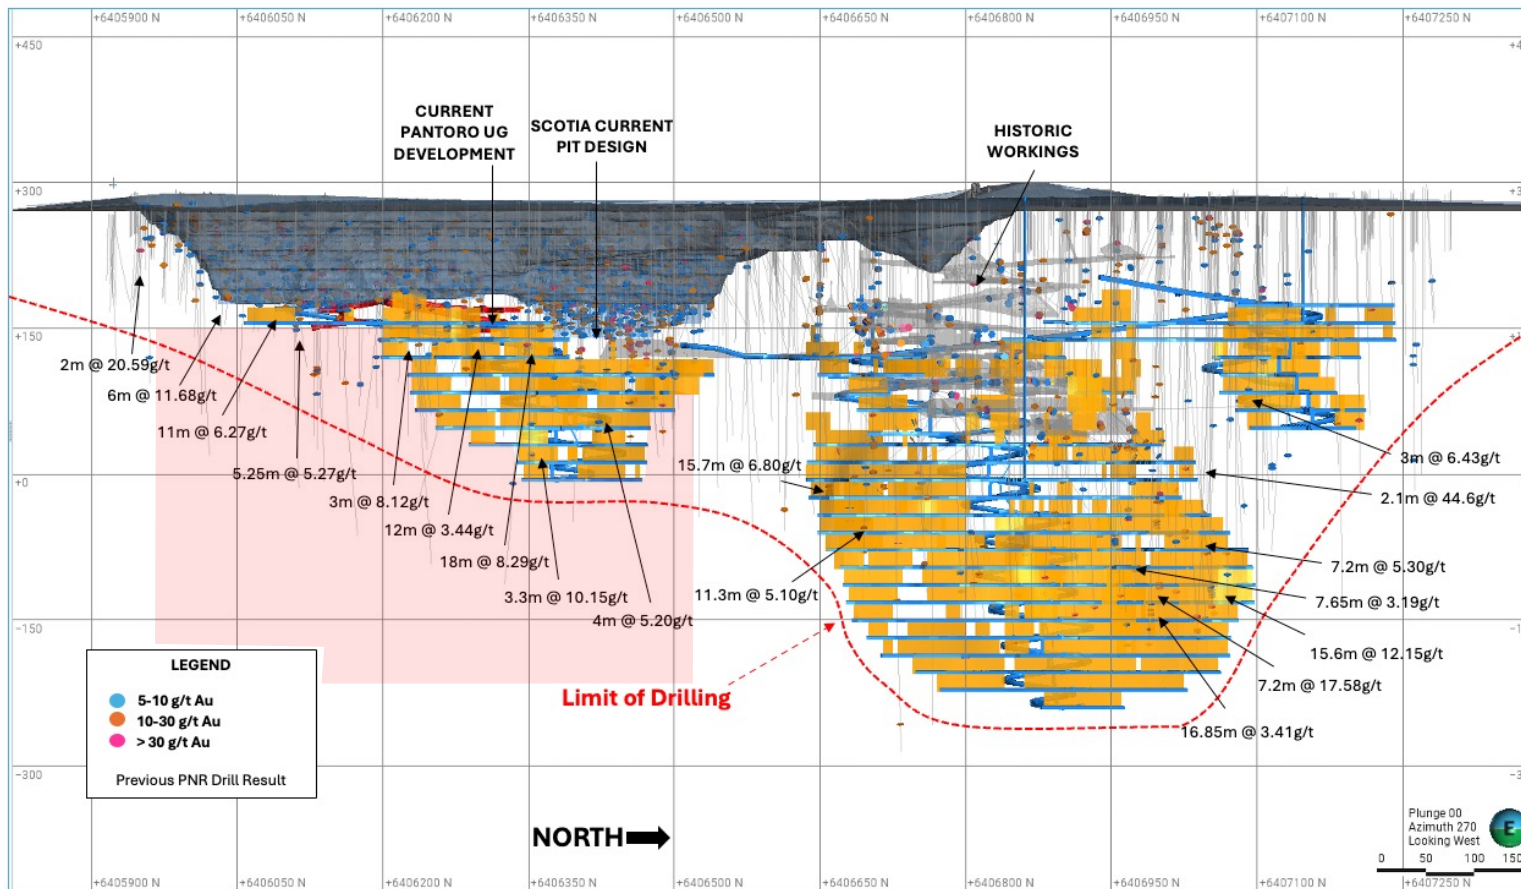 +6405900 N
+6406050 N
+6406200 N
+6406350 N
+6406500 N
+6406650 N
+6406800 N
+6406950 N
+6407100 N
+6407250 N
+450
+4
CURRENT
PANTORO UG
DEVELOPMENT
SCOTIA CURRENT
PIT DESIGN
HISTORIC
WORKINGS
+300
+3
+150
2m @ 20.59g/t
6m @ 11.68g/t
11m @ 6.27g/t
5.25m @ 5.27g/t
3m @ 8.12g/t
12m @ 3.44g/t
18m @ 8.29g/t
3.3m @ 10.15g/t
4m @ 5.20g/t
15.7m @ 6.80g/t
11.3m @ 5.10g/t
3m @ 6.43g/t
2.1m @ 44.6g/t
7.2m @ 5.30g/t
7.65m @ 3.19g/t
15.6m @ 12.15g/t
7.2m @ 17.58g/t
16.85m @ 3.41g/t
+0
-150
-1
Limit of Drilling
LEGEND
5-10 g/t Au
10-30 g/t Au
> 30 g/t Au
Previous PNR Drill Result
-300
-3
NORTH
Plunge 00
Azimuth 270
Looking West
E
0 50 100 150
+6405900 N
+6406050 N
+6406200 N
+6406350 N
+6406500 N
+6406650 N
+6406800 N
+6406950 N
+6407100 N
+6407250 N